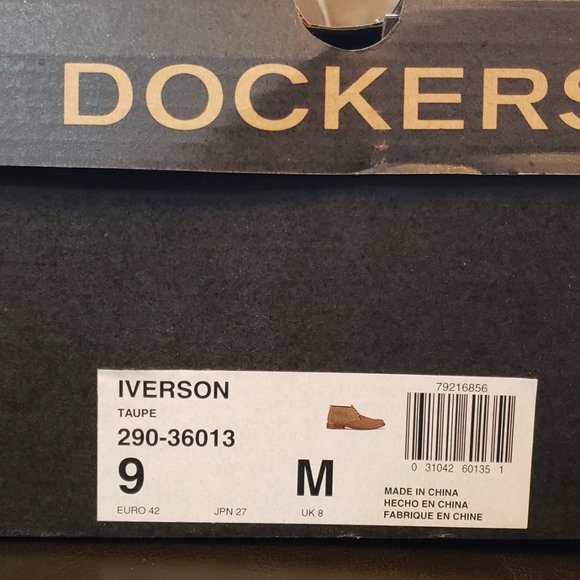 DOCKERS
IVERSON
TAUPE
290-36013
9 M
EURO 42 JPN 27 UK 8
79216856
0 31042 60135 1
MADE IN CHINA
HECHO EN CHINA
FABRIQUE EN CHINE